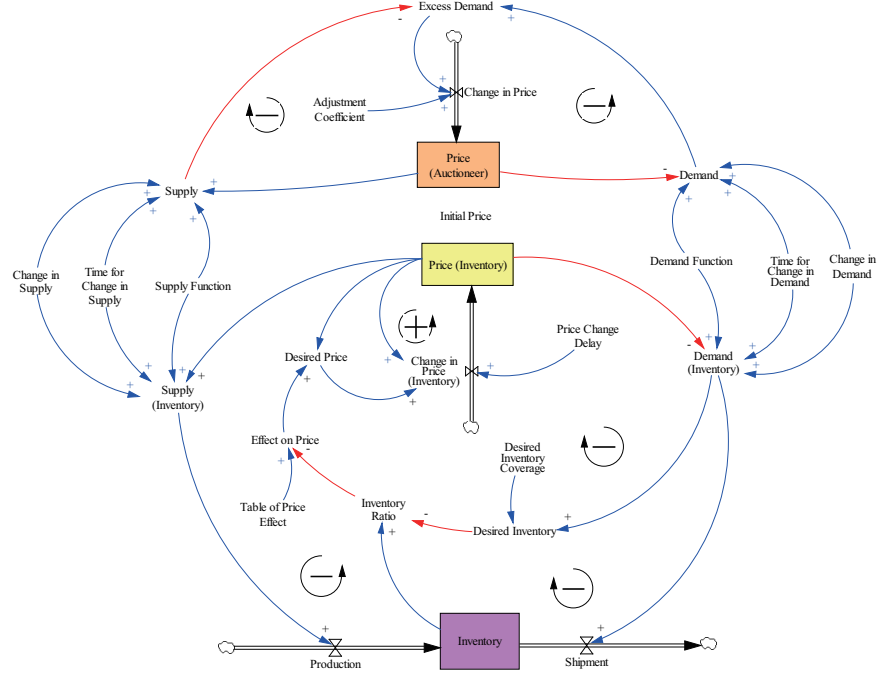 Excess Demand
Change in Price
Adjustment
Coefficient
Price
(Auctioneer)
Supply
Demand
Initial Price
Change in
Supply
Time for
Change in
Supply
Supply Function
Price (Inventory)
Demand Function
Time for
Change in
Demand
Change in
Demand
Price Change
Delay
Desired Price
Change in
Price
(Inventory)
Demand
(Inventory)
Supply
(Inventory)
Effect on Price
Desired
Inventory
Coverage
Table of Price
Effect
Inventory
Ratio
Desired Inventory
Inventory
Production
Shipment